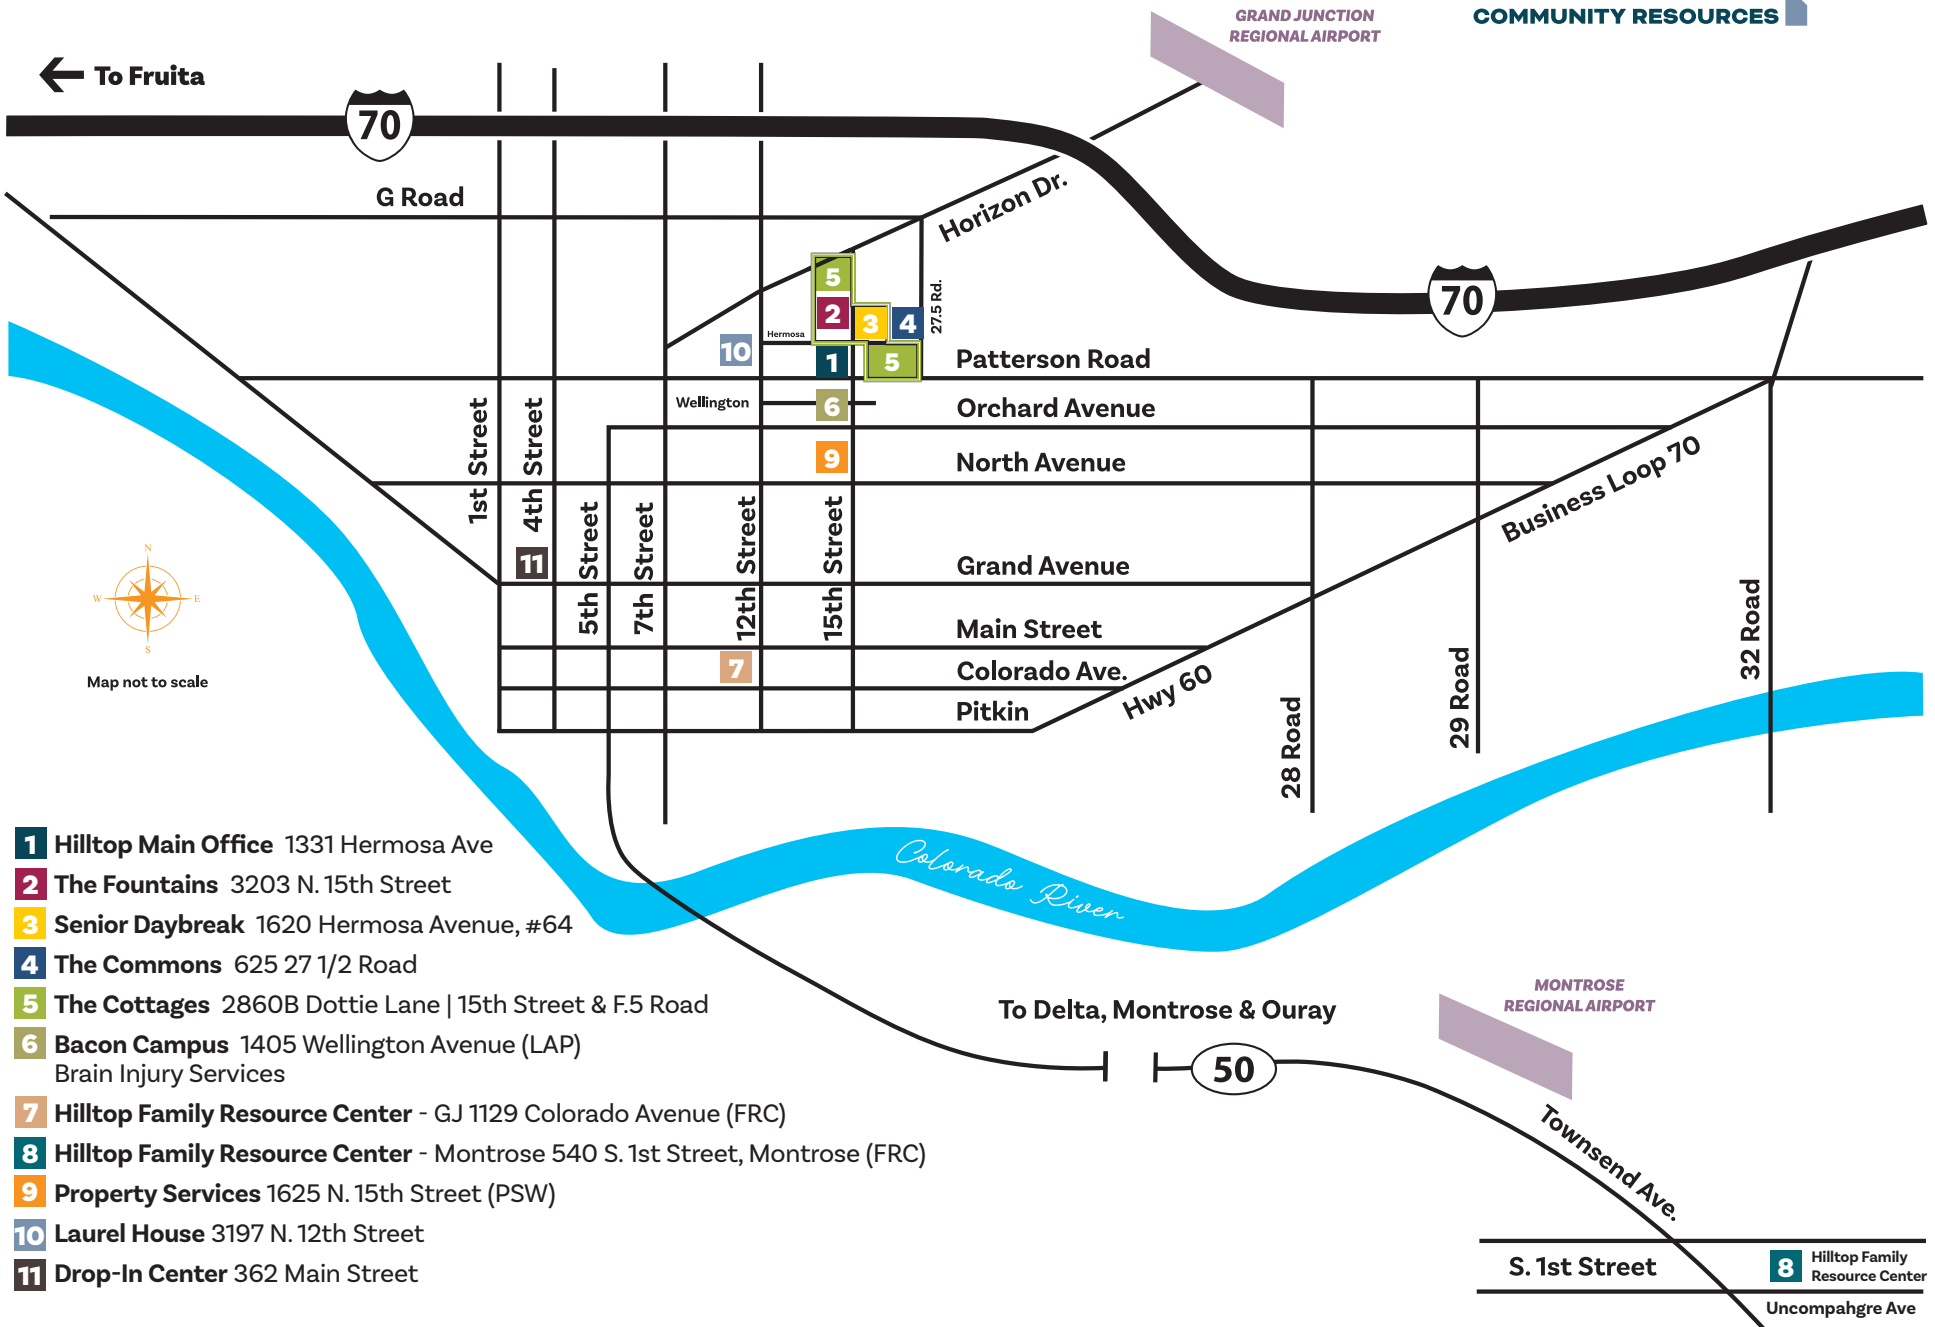 GRAND JUNCTION
REGIONAL AIRPORT
COMMUNITY RESOURCES
To Fruita
70
G Road
Horizon Dr.
27.5 Rd.
70
5
2
3
4
Hermosa
10
1
5
Patterson Road
Wellington
6
Orchard Avenue
1st Street
4th Street
9
North Avenue
Business Loop 70
5th Street
7th Street
12th Street
15th Street
11
Grand Avenue
N
W
E
S
Map not to scale
Main Street
7
Colorado Ave.
Hwy 60
Pitkin
28 Road
29 Road
32 Road
Colorado River
1 Hilltop Main Office 1331 Hermosa Ave
2 The Fountains 3203 N. 15th Street
3 Senior Daybreak 1620 Hermosa Avenue, #64
4 The Commons 625 27 1/2 Road
5 The Cottages 2860B Dottie Lane | 15th Street & F.5 Road
6 Bacon Campus 1405 Wellington Avenue (LAP)
Brain Injury Services
7 Hilltop Family Resource Center - GJ 1129 Colorado Avenue (FRC)
8 Hilltop Family Resource Center - Montrose 540 S. 1st Street, Montrose (FRC)
9 Property Services 1625 N. 15th Street (PSW)
10 Laurel House 3197 N. 12th Street
11 Drop-In Center 362 Main Street
To Delta, Montrose & Ouray
50
MONTROSE
REGIONAL AIRPORT
Townsend Ave.
S. 1st Street
8
Hilltop Family
Resource Center
Uncompahgre Ave